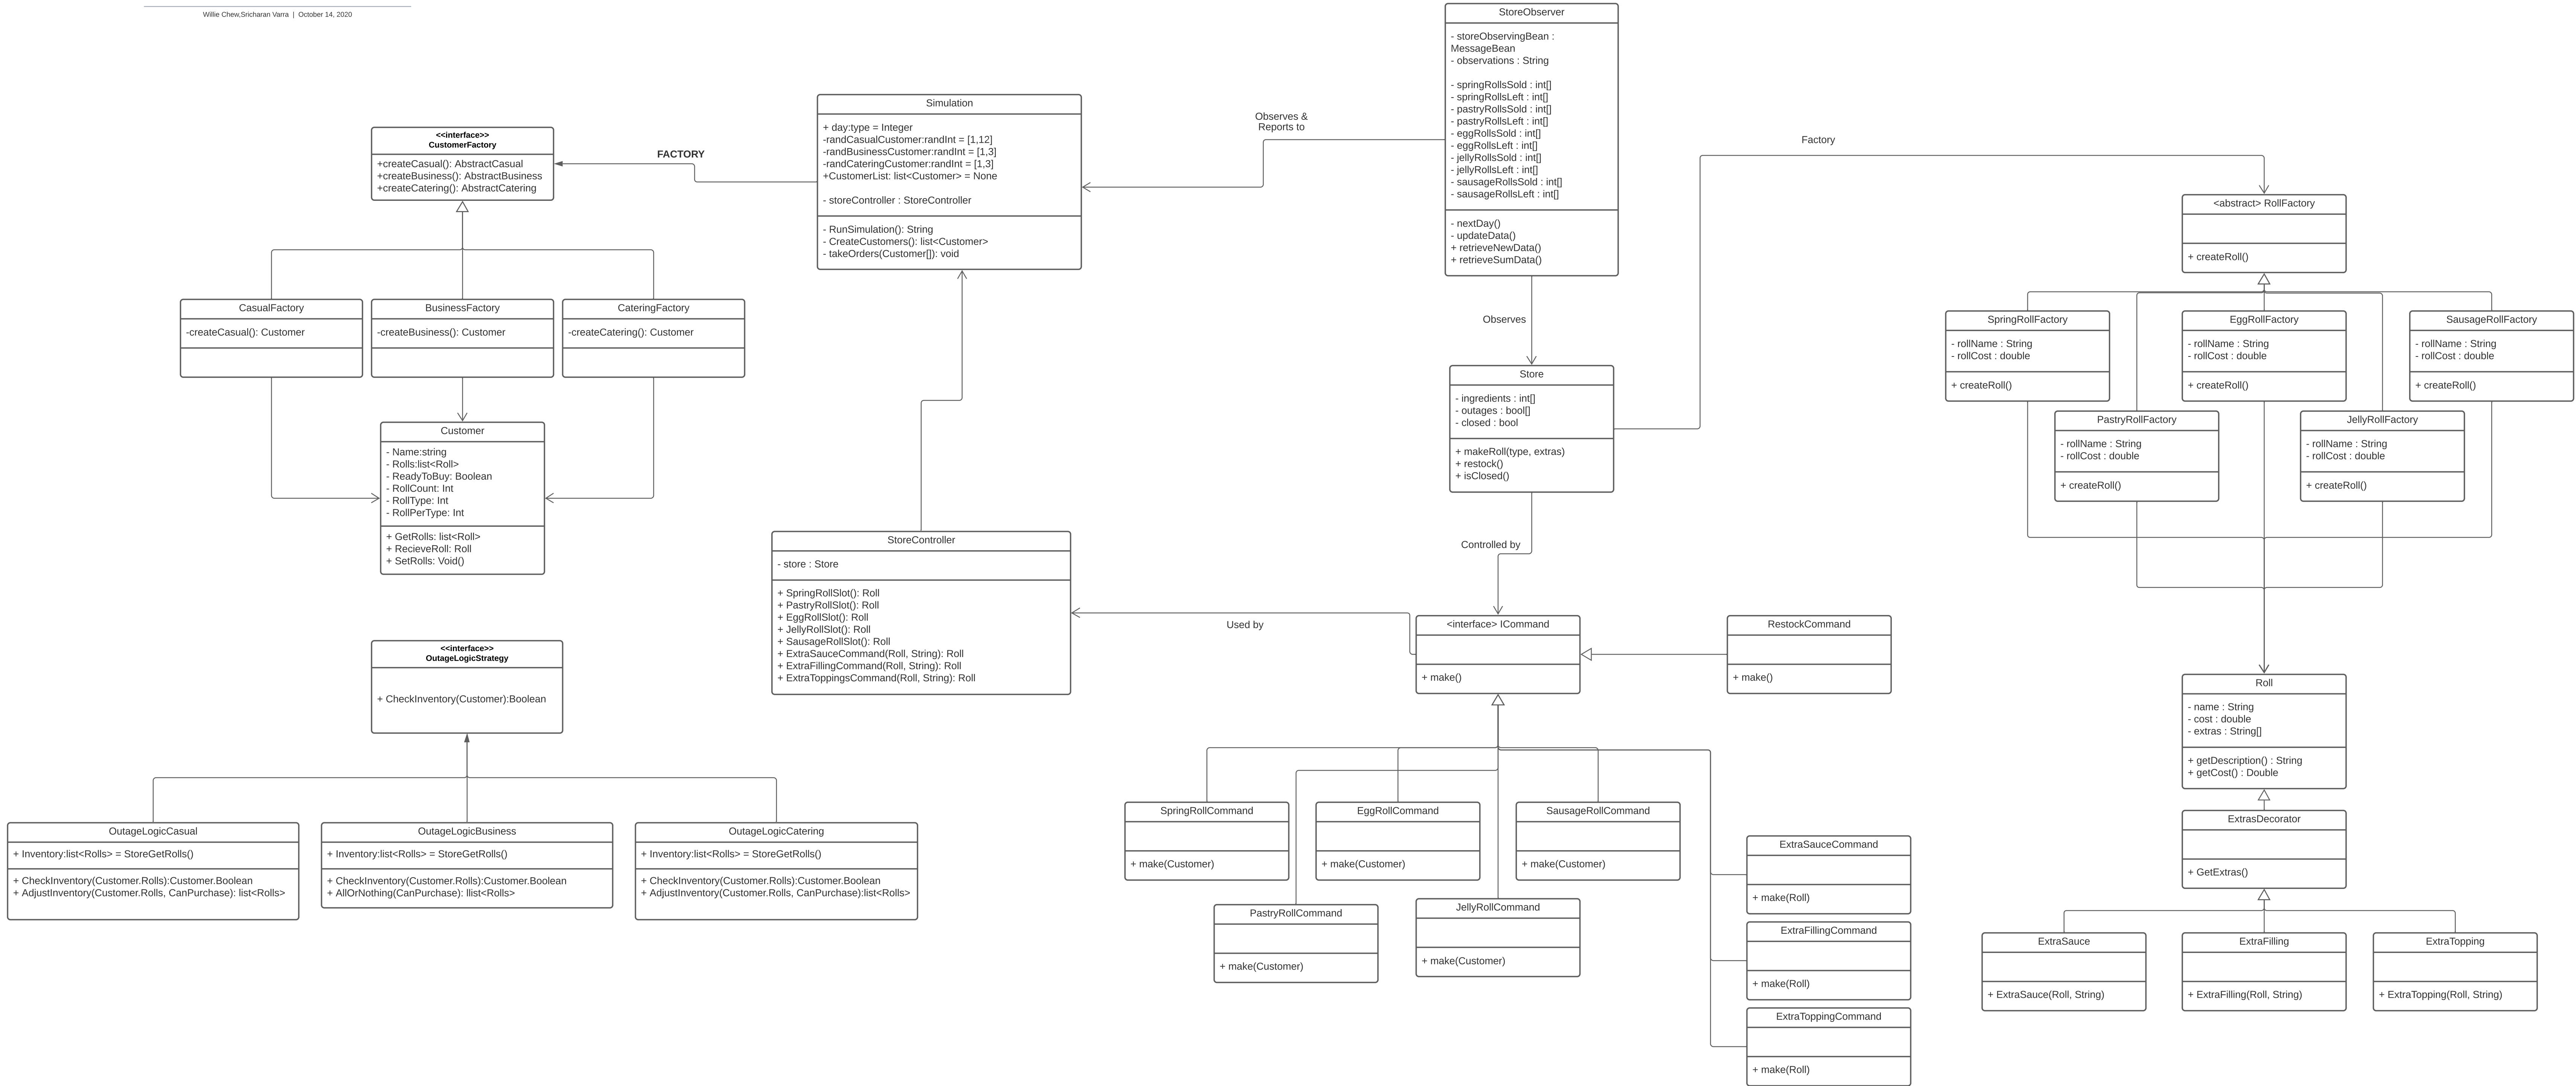 Willie Chew,Sricharan Varra | October 14, 2020
<<interface>>
CustomerFactory
+createCasual(): AbstractCasual
+createBusiness(): AbstractBusiness
+createCatering(): AbstractCatering
FACTORY
CasualFactory
-createCasual(): Customer
BusinessFactory
-createBusiness(): Customer
CateringFactory
-createCatering(): Customer
Customer
- Name:string
- Rolls:list<Roll>
- ReadyToBuy: Boolean
- RollCount: Int
- RollType: Int
- RollPerType: Int
+ GetRolls: list<Roll>
+ RecieveRoll: Roll
+ SetRolls: Void()
<<interface>>
OutageLogicStrategy
+ CheckInventory(Customer):Boolean
OutageLogicCasual
+ Inventory:list<Rolls> = StoreGetRolls()
+ CheckInventory(Customer.Rolls):Customer.Boolean
+ AdjustInventory(Customer.Rolls, CanPurchase): list<Rolls>
OutageLogicBusiness
+ Inventory:list<Rolls> = StoreGetRolls()
+ CheckInventory(Customer.Rolls):Customer.Boolean
+ AllOrNothing(CanPurchase): llist<Rolls>
OutageLogicCatering
+ Inventory:list<Rolls> = StoreGetRolls()
+ CheckInventory(Customer.Rolls):Customer.Boolean
+ AdjustInventory(Customer.Rolls, CanPurchase):list<Rolls>
Simulation
+ day:type = Integer
-randCasualCustomer:randInt = [1,12]
-randBusinessCustomer:randInt = [1,3]
-randCateringCustomer:randInt = [1,3]
+CustomerList: list<Customer> = None
- storeController : StoreController
- RunSimulation(): String
- CreateCustomers(): list<Customer>
- takeOrders(Customer[]): void
Observes &
Reports to
StoreObserver
- storeObservingBean :
MessageBean
- observations : String
- springRollsSold : int[]
- springRollsLeft : int[]
- pastryRollsSold : int[]
- pastryRollsLeft : int[]
- eggRollsSold : int[]
- eggRollsLeft : int[]
- jellyRollsSold : int[]
- jellyRollsLeft : int[]
- sausageRollsSold : int[]
- sausageRollsLeft : int[]
- nextDay()
- updateData()
+ retrieveNewData()
+ retrieveSumData()
Observes
Store
- ingredients : int[]
- outages : bool[]
- closed : bool
+ makeRoll(type, extras)
+ restock()
+ isClosed()
Controlled by
StoreController
- store : Store
+ SpringRollSlot(): Roll
+ PastryRollSlot(): Roll
+ EggRollSlot(): Roll
+ JellyRollSlot(): Roll
+ SausageRollSlot(): Roll
+ ExtraSauceCommand(Roll, String): Roll
+ ExtraFillingCommand(Roll, String): Roll
+ ExtraToppingsCommand(Roll, String): Roll
Used by
<interface> ICommand
+ make()
RestockCommand
+ make()
SpringRollCommand
+ make(Customer)
EggRollCommand
+ make(Customer)
SausageRollCommand
+ make(Customer)
PastryRollCommand
+ make(Customer)
JellyRollCommand
+ make(Customer)
ExtraSauceCommand
+ make(Roll)
ExtraFillingCommand
+ make(Roll)
ExtraToppingCommand
+ make(Roll)
Factory
<abstract> RollFactory
+ createRoll()
SpringRollFactory
- rollName : String
- rollCost : double
+ createRoll()
EggRollFactory
- rollName : String
- rollCost : double
+ createRoll()
SausageRollFactory
- rollName : String
- rollCost : double
+ createRoll()
PastryRollFactory
- rollName : String
- rollCost : double
+ createRoll()
JellyRollFactory
- rollName : String
- rollCost : double
+ createRoll()
Roll
- name : String
- cost : double
- extras : String[]
+ getDescription() : String
+ getCost() : Double
ExtrasDecorator
+ GetExtras()
ExtraSauce
+ ExtraSauce(Roll, String)
ExtraFilling
+ ExtraFilling(Roll, String)
ExtraTopping
+ ExtraTopping(Roll, String)